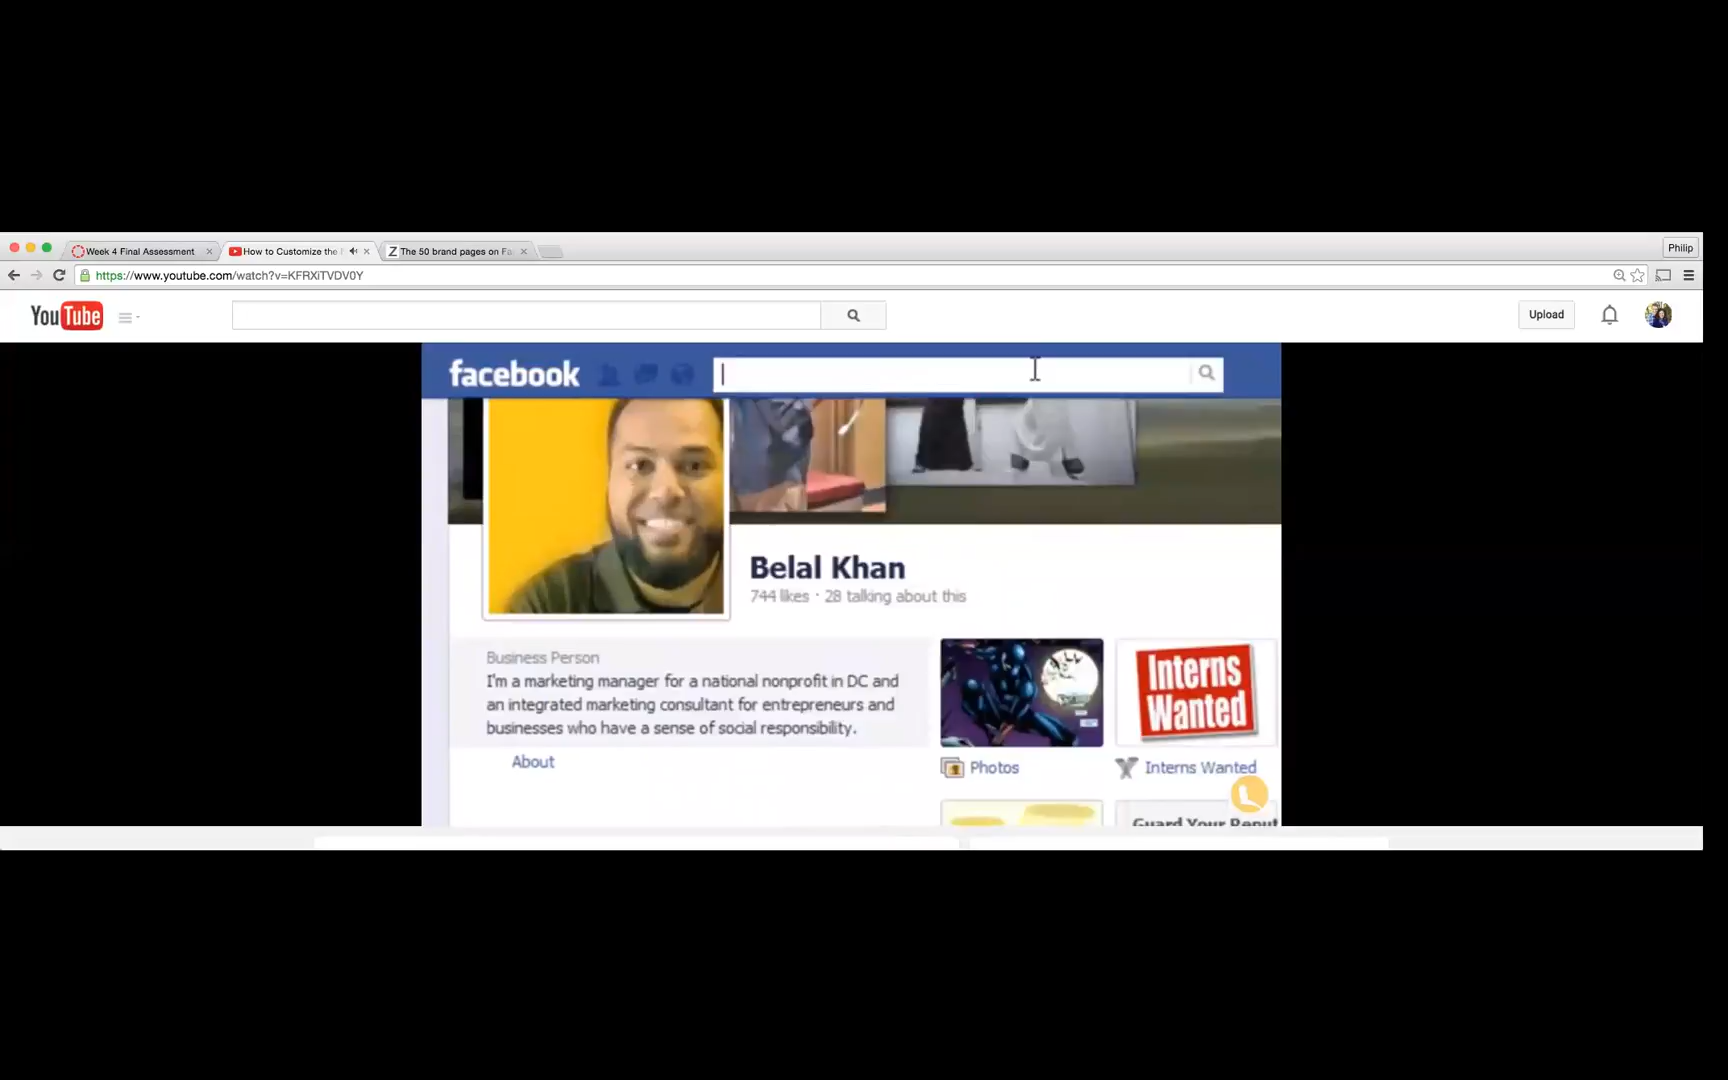 Week 4 Final Assessment
How to Customize the
The 50 brand pages on Fa
Philip
https://www.youtube.com/watch?v=KFRXiTVDV0Y
YouTube
Upload
facebook
Belal Khan
744 likes · 28 talking about this
Business Person
I'm a marketing manager for a national nonprofit in DC and
an integrated marketing consultant for entrepreneurs and
businesses who have a sense of social responsibility.
About
Interns
Wanted
Photos
Interns Wanted
Guard Your Reput